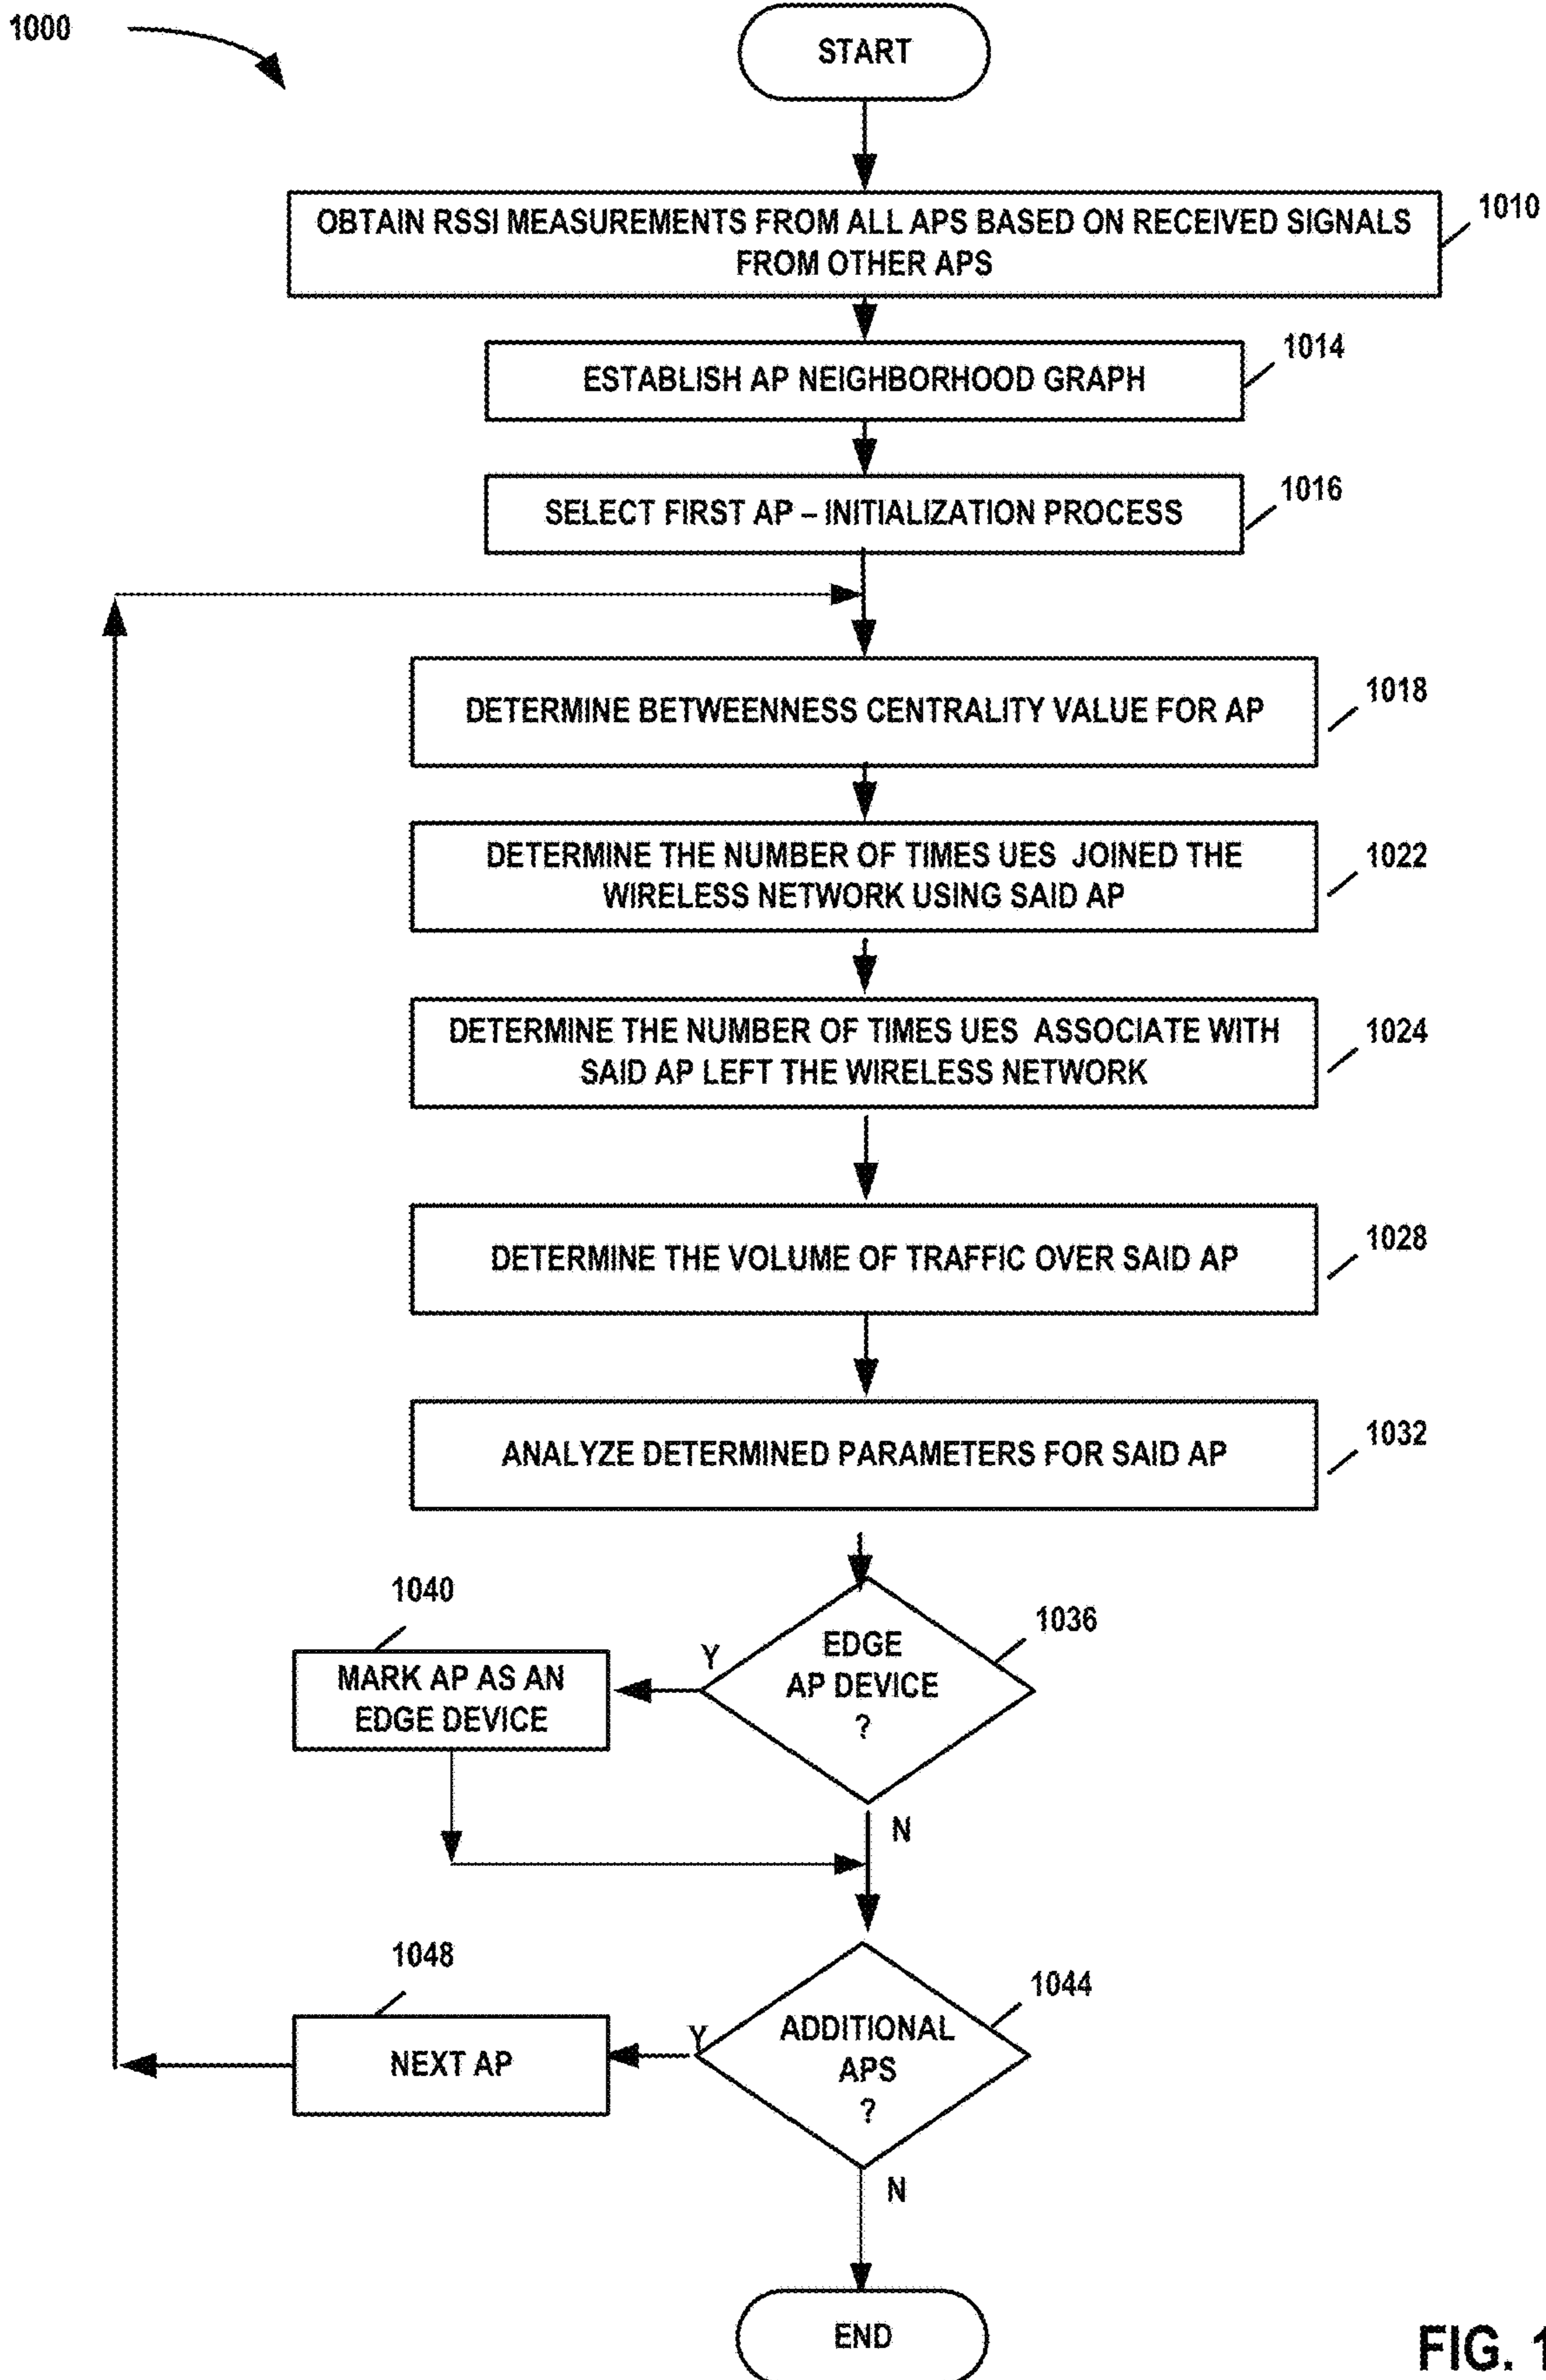 1000
START
OBTAIN RSSI MEASUREMENTS FROM ALL APS BASED ON RECEIVED SIGNALS
FROM OTHER APS
1010
ESTABLISH AP NEIGHBORHOOD GRAPH
1014
SELECT FIRST AP – INITIALIZATION PROCESS
1016
DETERMINE BETWEENNESS CENTRALITY VALUE FOR AP
1018
DETERMINE THE NUMBER OF TIMES UES JOINED THE
WIRELESS NETWORK USING SAID AP
1022
DETERMINE THE NUMBER OF TIMES UES ASSOCIATE WITH
SAID AP LEFT THE WIRELESS NETWORK
1024
DETERMINE THE VOLUME OF TRAFFIC OVER SAID AP
1028
ANALYZE DETERMINED PARAMETERS FOR SAID AP
1032
1040
MARK AP AS AN
EDGE DEVICE
Y
EDGE
AP DEVICE
?
1036
N
1048
NEXT AP
Y
ADDITIONAL
APS
?
1044
N
END
FIG. 1